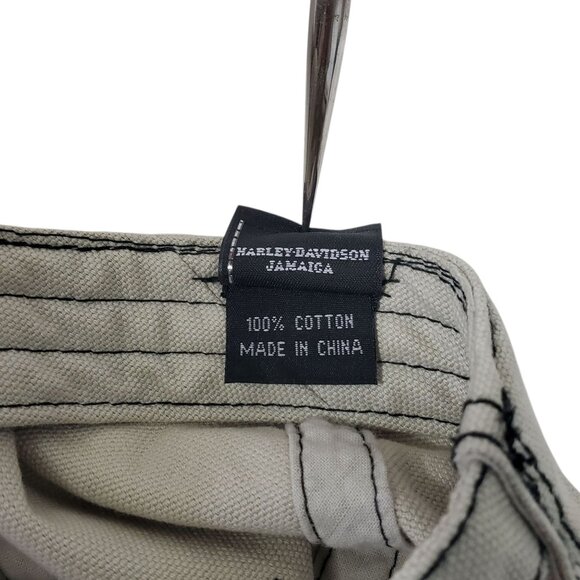 HARLEY-DAVIDSON
JAMAICA
100% COTTON
MADE IN CHINA